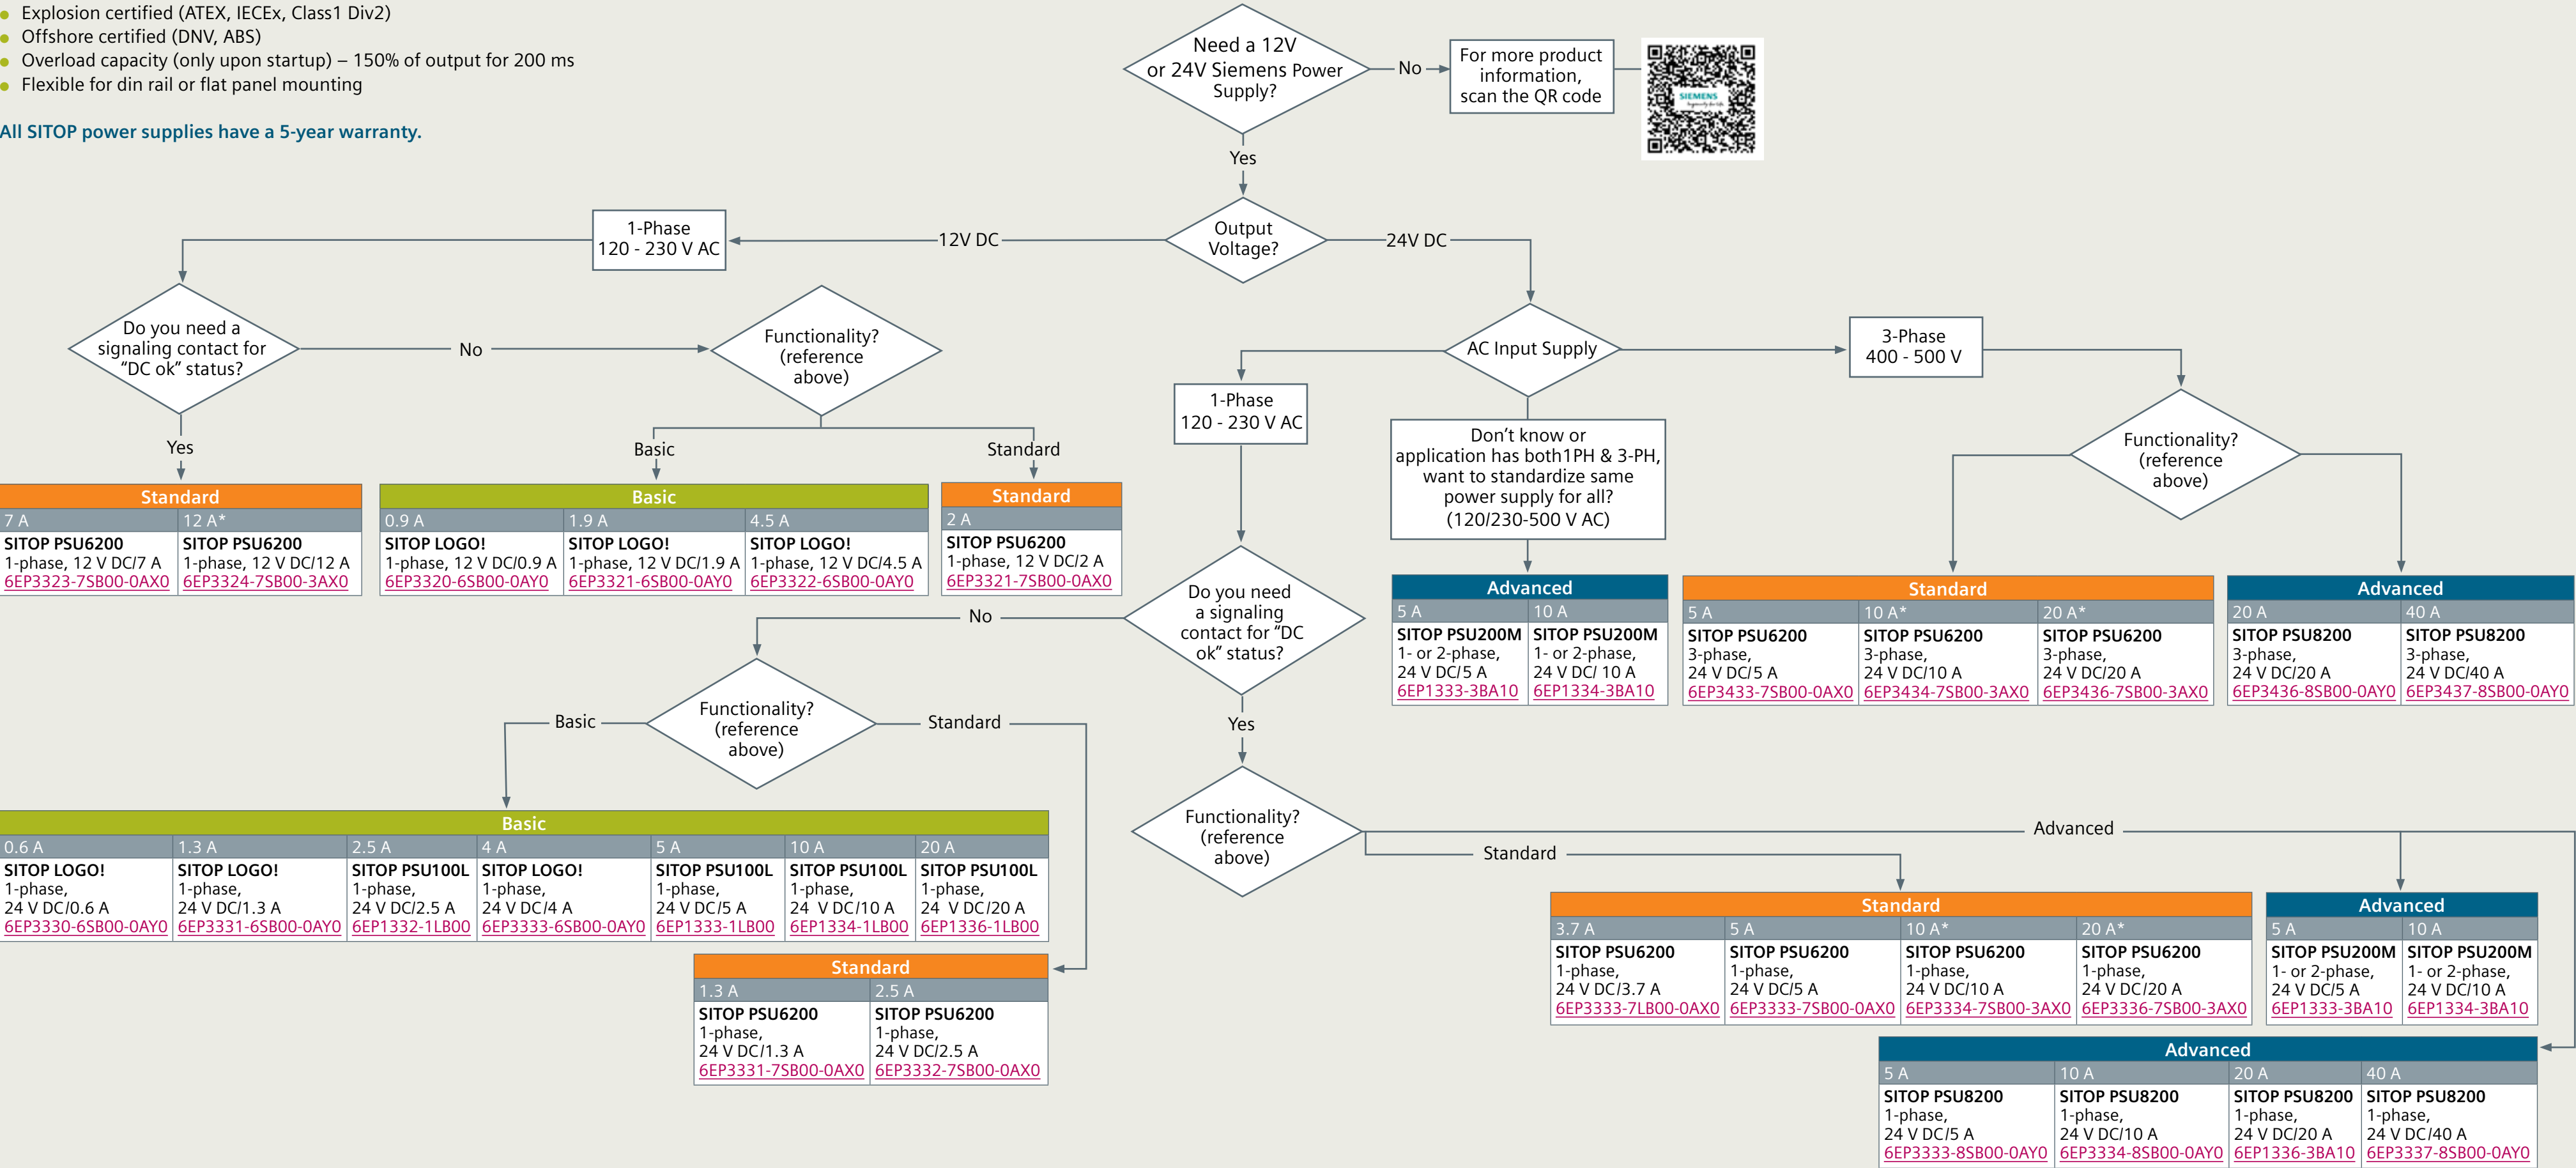 Explosion certified (ATEX, IECEx, Class1 Div2)
Offshore certified (DNV, ABS)
Overload capacity (only upon startup) – 150% of output for 200 ms
Flexible for din rail or flat panel mounting
All SITOP power supplies have a 5-year warranty.
Need a 12V
or 24V Siemens Power
Supply?
No
For more product
information,
scan the QR code
SIEMENS
Yes
Output
Voltage?
12V DC
24V DC
1-Phase
120 - 230 V AC
Do you need a
signaling contact for
“DC ok” status?
No
Functionality?
(reference
above)
Yes
Basic
Standard
Standard
7 A
12 A*
SITOP PSU6200
1-phase, 12 V DC/7 A
6EP3323-7SB00-0AX0
SITOP PSU6200
1-phase, 12 V DC/12 A
6EP3324-7SB00-3AX0
Basic
0.9 A
1.9 A
4.5 A
SITOP LOGO!
1-phase, 12 V DC/0.9 A
6EP3320-6SB00-0AY0
SITOP LOGO!
1-phase, 12 V DC/1.9 A
6EP3321-6SB00-0AY0
SITOP LOGO!
1-phase, 12 V DC/4.5 A
6EP3322-6SB00-0AY0
Standard
2 A
SITOP PSU6200
1-phase, 12 V DC/2 A
6EP3321-7SB00-0AX0
AC Input Supply
1-Phase
120 - 230 V AC
Don’t know or
application has both1PH & 3-PH,
want to standardize same
power supply for all?
(120/230-500 V AC)
3-Phase
400 - 500 V
Functionality?
(reference
above)
Advanced
5 A
10 A
SITOP PSU200M
1- or 2-phase,
24 V DC/5 A
6EP1333-3BA10
SITOP PSU200M
1- or 2-phase,
24 V DC/ 10 A
6EP1334-3BA10
Standard
5 A
10 A*
20 A*
SITOP PSU6200
3-phase,
24 V DC/5 A
6EP3433-7SB00-0AX0
SITOP PSU6200
3-phase,
24 V DC/10 A
6EP3434-7SB00-3AX0
SITOP PSU6200
3-phase,
24 V DC/20 A
6EP3436-7SB00-3AX0
Advanced
20 A
40 A
SITOP PSU8200
3-phase,
24 V DC/20 A
6EP3436-8SB00-0AY0
SITOP PSU8200
3-phase,
24 V DC/40 A
6EP3437-8SB00-0AY0
Do you need
a signaling
contact for “DC
ok” status?
No
Yes
Functionality?
(reference
above)
Basic
Standard
Basic
0.6 A
1.3 A
2.5 A
4 A
5 A
10 A
20 A
SITOP LOGO!
1-phase,
24 V DC/0.6 A
6EP3330-6SB00-0AY0
SITOP LOGO!
1-phase,
24 V DC/1.3 A
6EP3331-6SB00-0AY0
SITOP PSU100L
1-phase,
24 V DC/2.5 A
6EP1332-1LB00
SITOP LOGO!
1-phase,
24 V DC/4 A
6EP3333-6SB00-0AY0
SITOP PSU100L
1-phase,
24 V DC/5 A
6EP1333-1LB00
SITOP PSU100L
1-phase,
24 V DC/10 A
6EP1334-1LB00
SITOP PSU100L
1-phase,
24 V DC/20 A
6EP1336-1LB00
Standard
1.3 A
2.5 A
SITOP PSU6200
1-phase,
24 V DC/1.3 A
6EP3331-7SB00-0AX0
SITOP PSU6200
1-phase,
24 V DC/2.5 A
6EP3332-7SB00-0AX0
Functionality?
(reference
above)
Advanced
Standard
Standard
3.7 A
5 A
10 A*
20 A*
SITOP PSU6200
1-phase,
24 V DC/3.7 A
6EP3333-7LB00-0AX0
SITOP PSU6200
1-phase,
24 V DC/5 A
6EP3333-7SB00-0AX0
SITOP PSU6200
1-phase,
24 V DC/10 A
6EP3334-7SB00-3AX0
SITOP PSU6200
1-phase,
24 V DC/20 A
6EP3336-7SB00-3AX0
Advanced
5 A
10 A
SITOP PSU200M
1- or 2-phase,
24 V DC/5 A
6EP1333-3BA10
SITOP PSU200M
1- or 2-phase,
24 V DC/10 A
6EP1334-3BA10
Advanced
5 A
10 A
20 A
40 A
SITOP PSU8200
1-phase,
24 V DC/5 A
6EP3333-8SB00-0AY0
SITOP PSU8200
1-phase,
24 V DC/10 A
6EP3334-8SB00-0AY0
SITOP PSU8200
1-phase,
24 V DC/20 A
6EP1336-3BA10
SITOP PSU8200
1-phase,
24 V DC/40 A
6EP3337-8SB00-0AY0